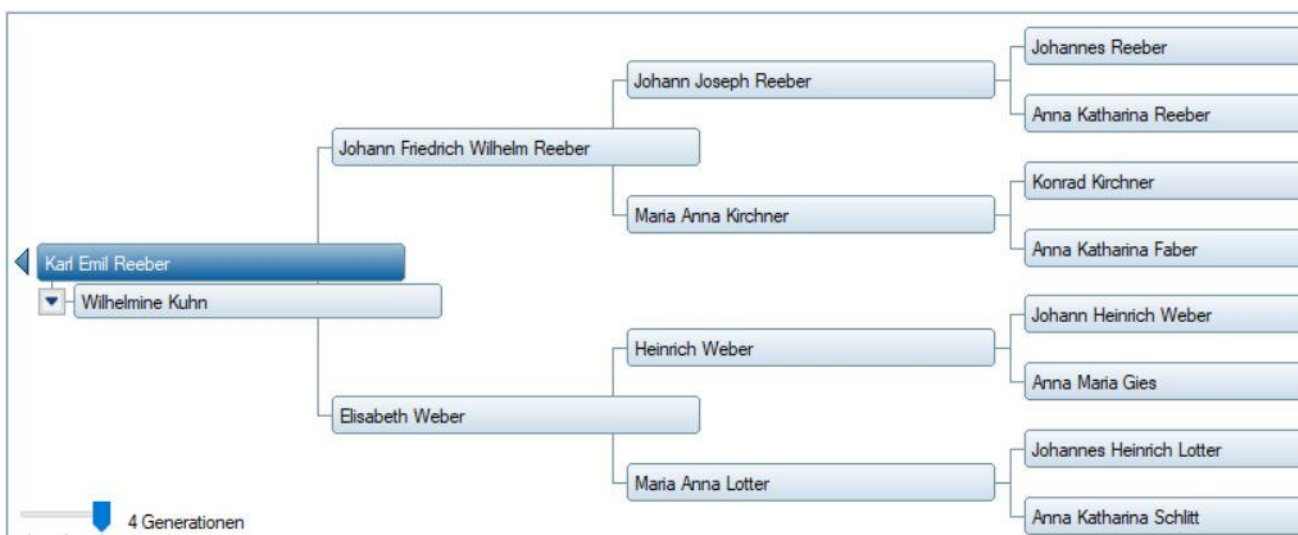 Johannes Reeber
Johann Joseph Reeber
Anna Katharina Reeber
Johann Friedrich Wilhelm Reeber
Konrad Kirchner
Maria Anna Kirchner
Anna Katharina Faber
Karl Emil Reeber
Wilhelmine Kuhn
Johann Heinrich Weber
Heinrich Weber
Anna Maria Gies
Elisabeth Weber
Johannes Heinrich Lotter
Maria Anna Lotter
Anna Katharina Schlitt
4 Generationen